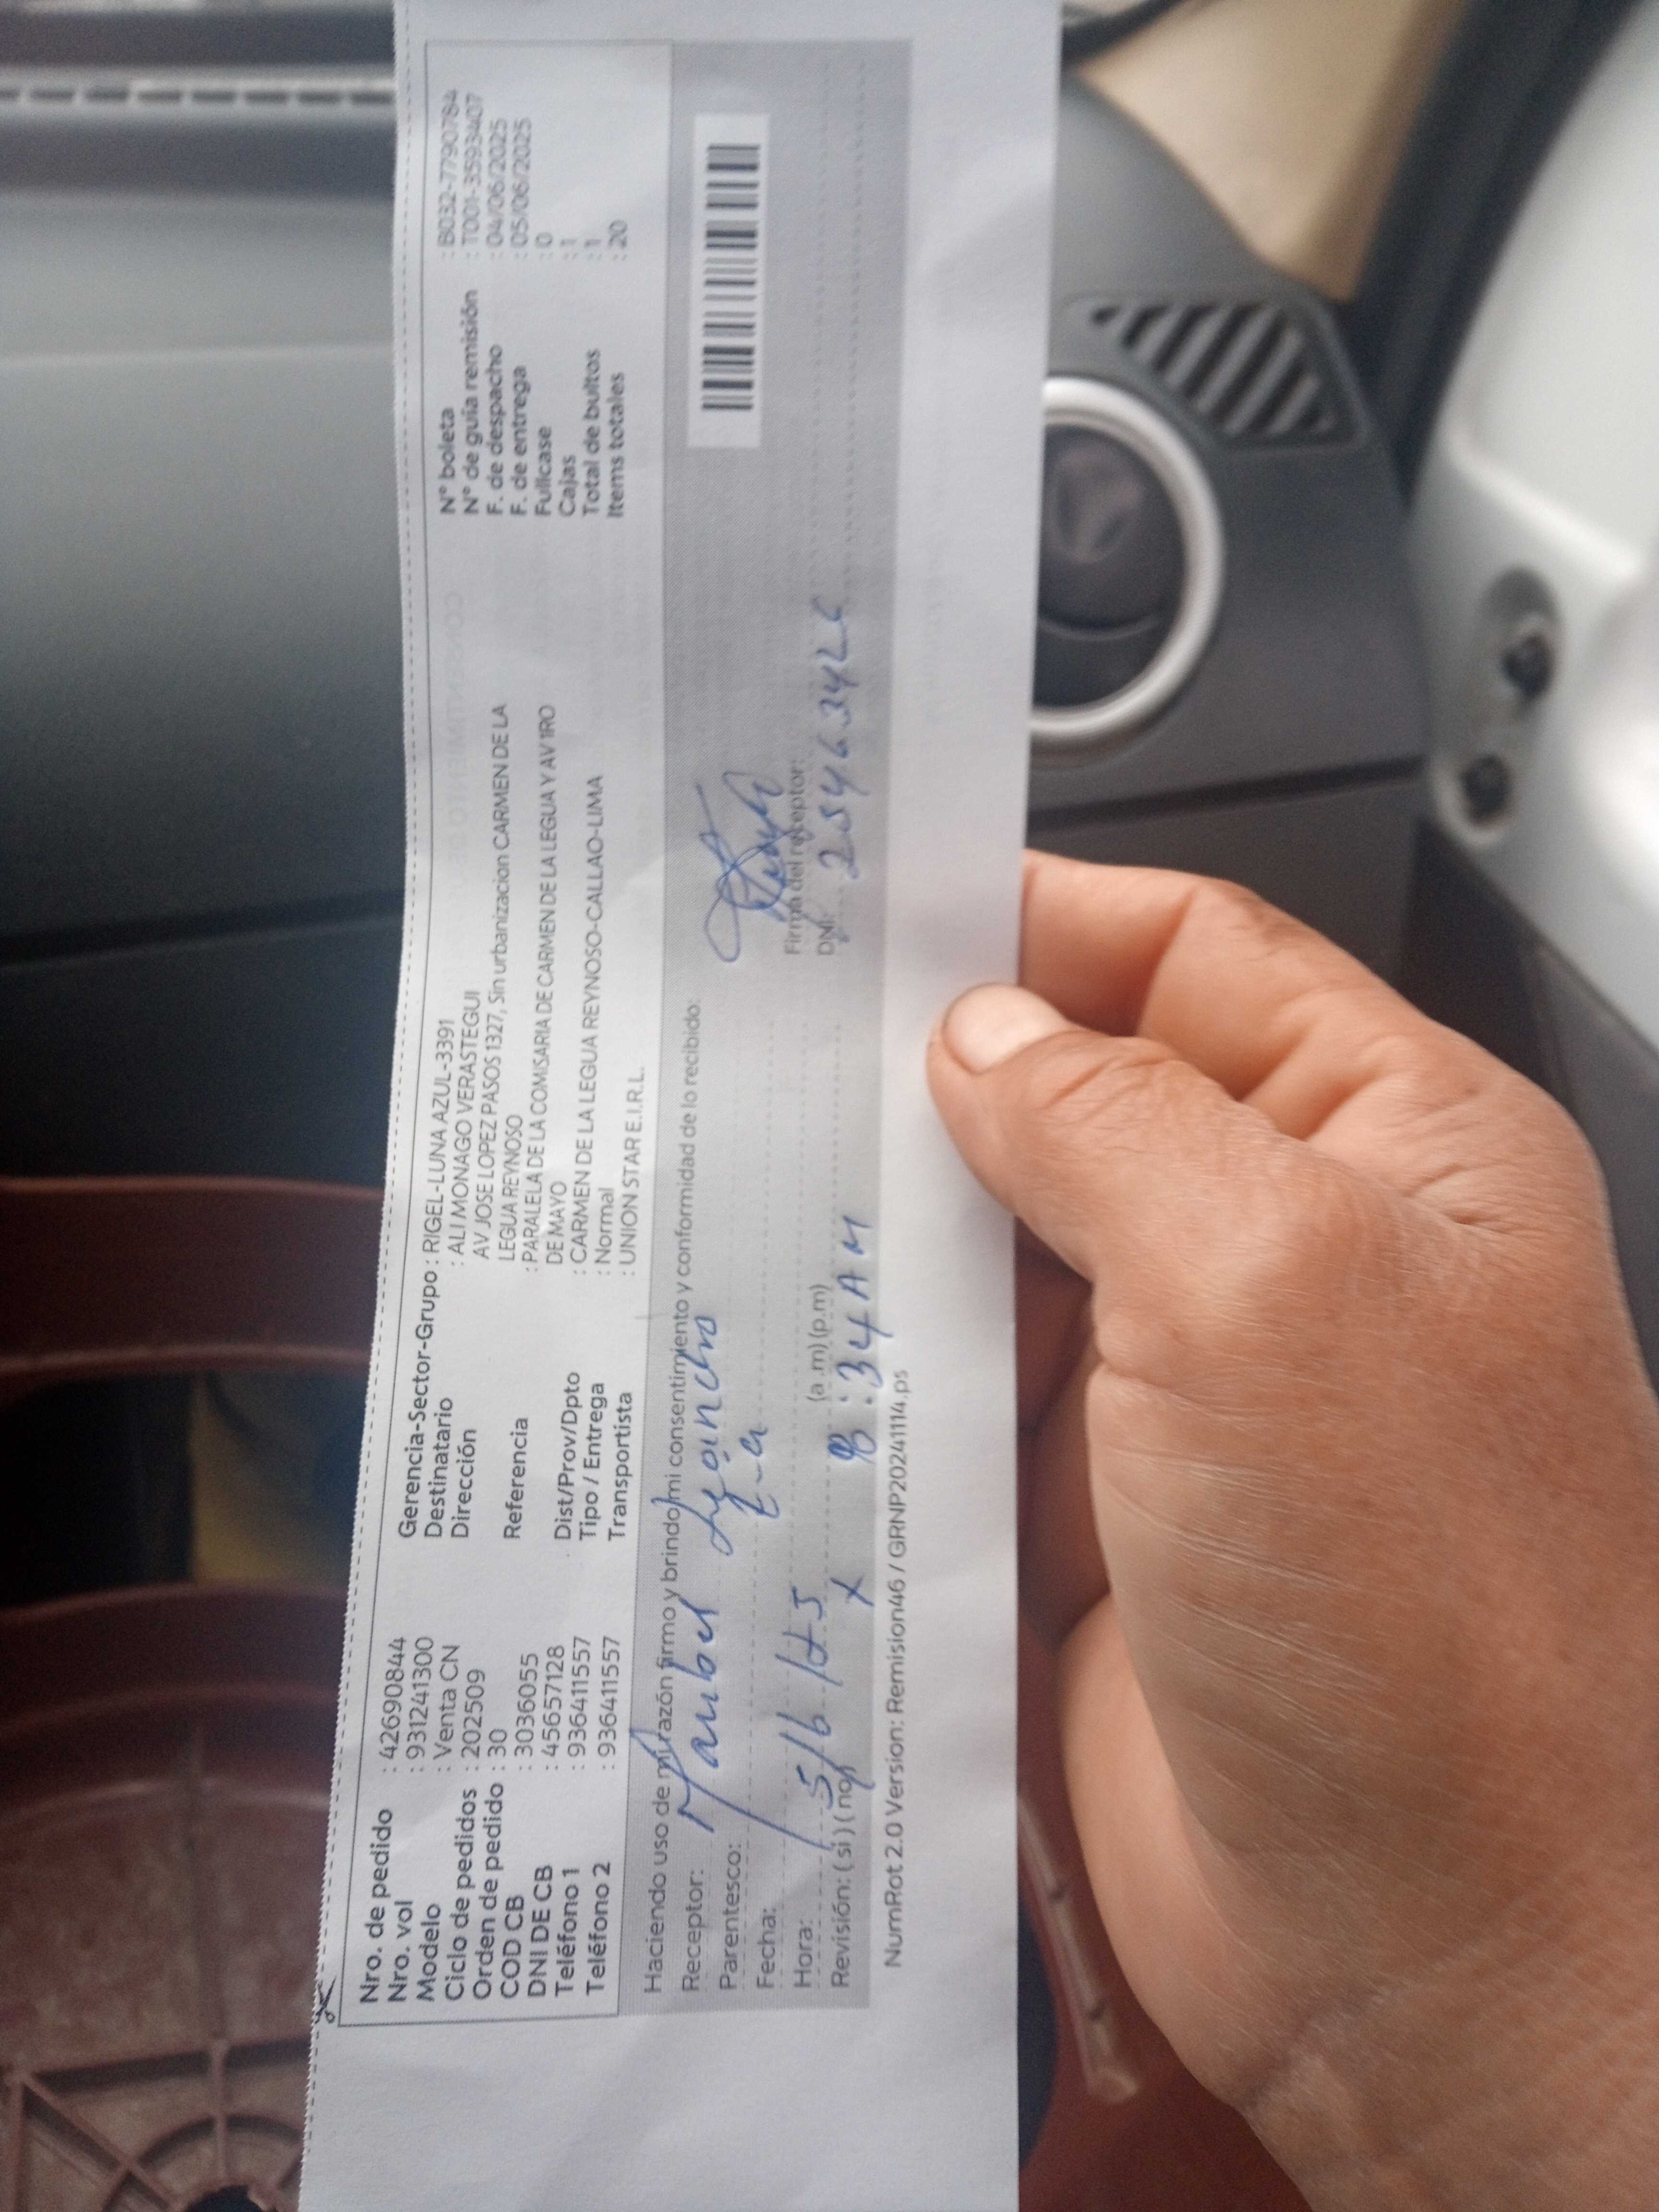 Nro. de pedido : 42690844
Nro. vol : 931241300
Modelo : Venta CN
Ciclo de pedidos : 202509
Orden de pedido : 30
COD CB : 3036055
DNI DE CB : 45657128
Teléfono 1 : 936411557
Teléfono 2 : 936411557
Gerencia-Sector-Grupo : RIGEL-LUNA AZUL-3391
Destinatario : ALI MONAGO VERASTEGUI
Dirección AV JOSE LOPEZ PASOS 1327, Sin urbanizacion CARMEN DE LA
LEGUA REYNOSO
Referencia : PARALELA DE LA COMISARIA DE CARMEN DE LA LEGUA Y AV 1RO
DE MAYO
Dist/Prov/Dpto : CARMEN DE LA LEGUA REYNOSO-CALLAO-LIMA
Tipo / Entrega : Normal
Transportista : UNION STAR E.I.R.L.
N° boleta : B032-7790784
N° de guía remisión : T001-3593407
F. de despacho : 04/06/2025
F. de entrega : 05/06/2025
Fullcase : 0
Cajas : 1
Total de bultos : 1
Items totales : 20
Haciendo uso de mi razón firmo y brindo mi consentimiento y conformidad de lo recibido:
Receptor:
Parentesco:
Fecha: 5/6/25
Hora: (a.m) (p.m) 8:34 AM
Revisión: (si) (no) X
Firma del receptor:
DNI: 25463426
NumRot 2.0 Version: Remision46 / GRNP20241114.ps